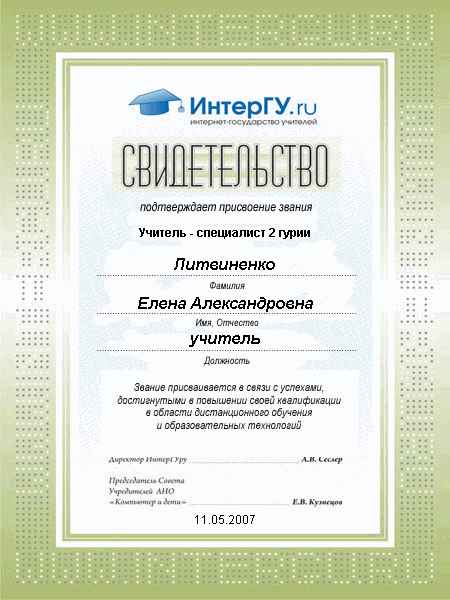 ИнтерГУ.ru
интернет-государство учителей
СВИДЕТЕЛЬСТВО
подтверждает присвоение звания
Учитель - специалист 2 гурии
Литвиненко
Фамилия
Елена Александровна
Имя, Отчество
учитель
Должность
Звание присваивается в связи с успехами,
достигнутыми в повышении своей квалификации
в области дистанционного обучения
и образовательных технологий
Директор ИнтерГУру А.В. Сеслер
Председатель Совета
Учредителей АНО
«Компьютер и дети» Е.В. Кузнецов
11.05.2007